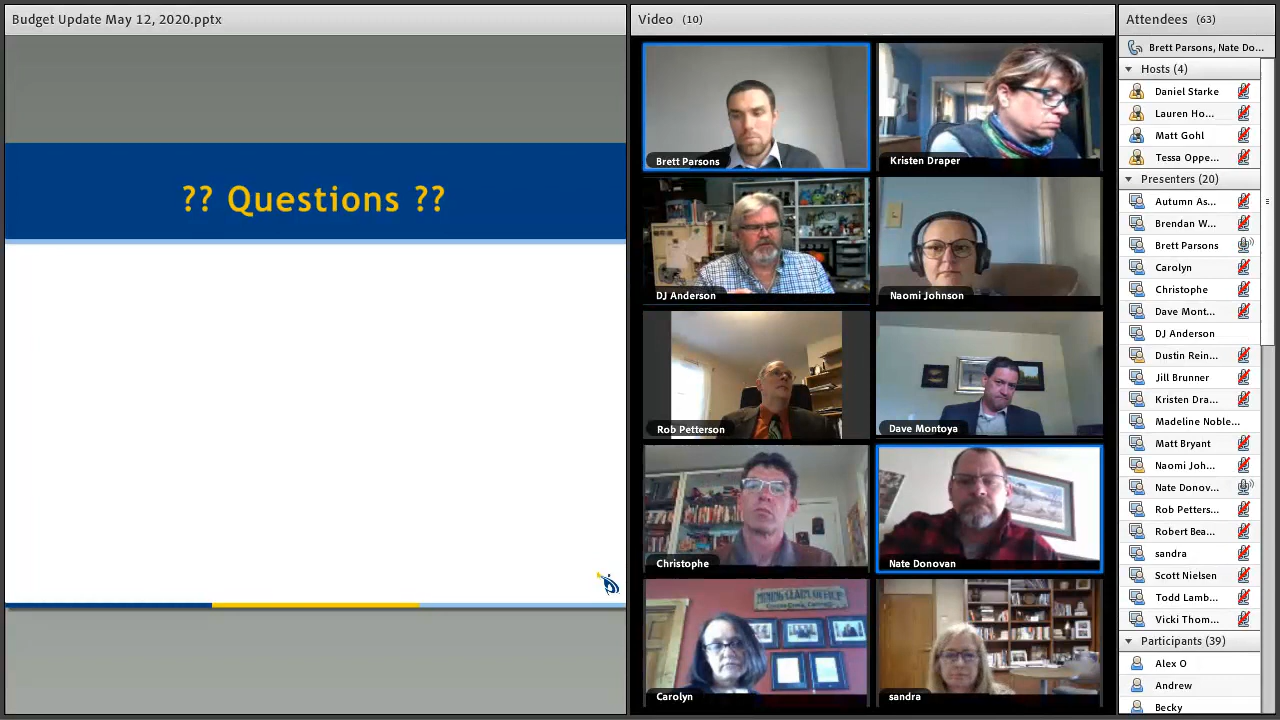 Budget Update May 12, 2020.pptx
?? Questions ??
Video (10)
Brett Parsons
Kristen Draper
DJ Anderson
Naomi Johnson
Rob Petterson
Dave Montoya
Christophe
Nate Donovan
Carolyn
sandra
Attendees (63)
Brett Parsons, Nate Do...
Hosts (4)
Daniel Starke
Lauren Ho...
Matt Gohl
Tessa Oppe...
Presenters (20)
Autumn As...
Brendan W...
Brett Parsons
Carolyn
Christophe
Dave Mont...
DJ Anderson
Dustin Rein...
Jill Brunner
Kristen Dra...
Madeline Noble...
Matt Bryant
Naomi Joh...
Nate Donov...
Rob Petters...
Robert Bea...
sandra
Scott Nielsen
Todd Lamb...
Vicki Thom...
Participants (39)
Alex O
Andrew
Becky